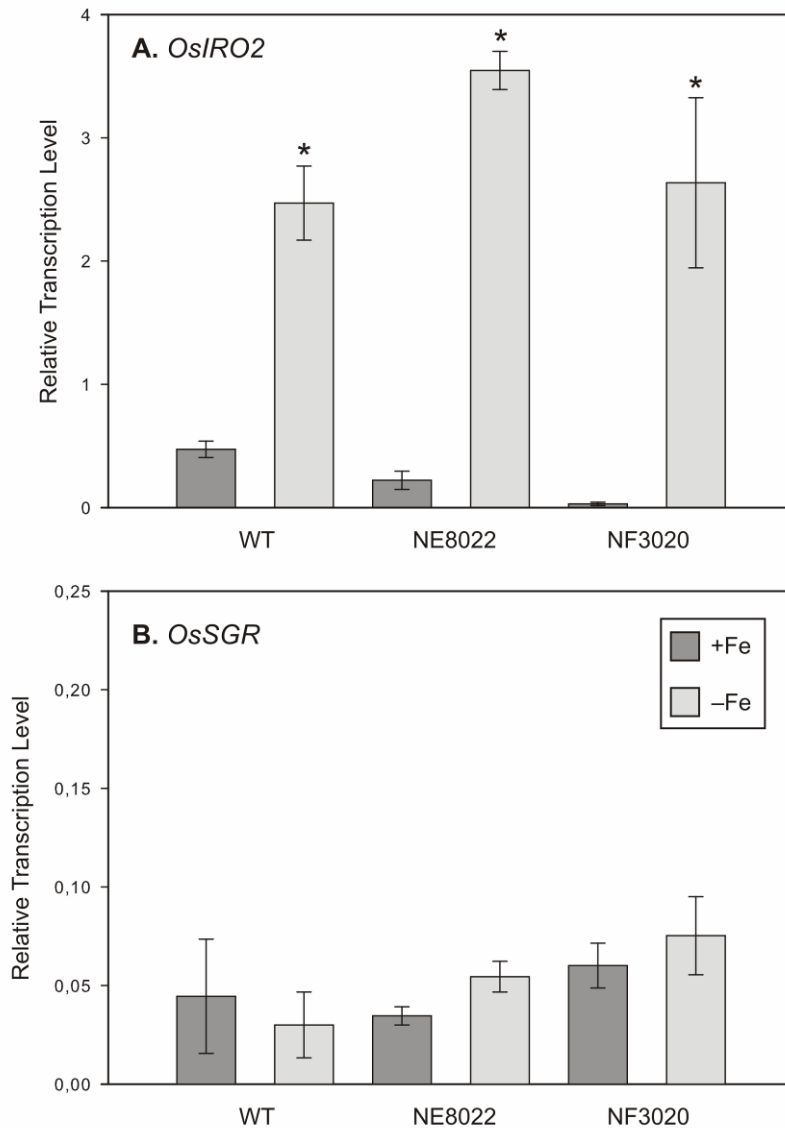 A. OsIRO2
Relative Transcription Level
4
3
2
1
0
*
*
*
WT NE8022 NF3020
B. OsSGR
Relative Transcription Level
0,25
0,20
0,15
0,10
0,05
0,00
+Fe
–Fe
WT NE8022 NF3020